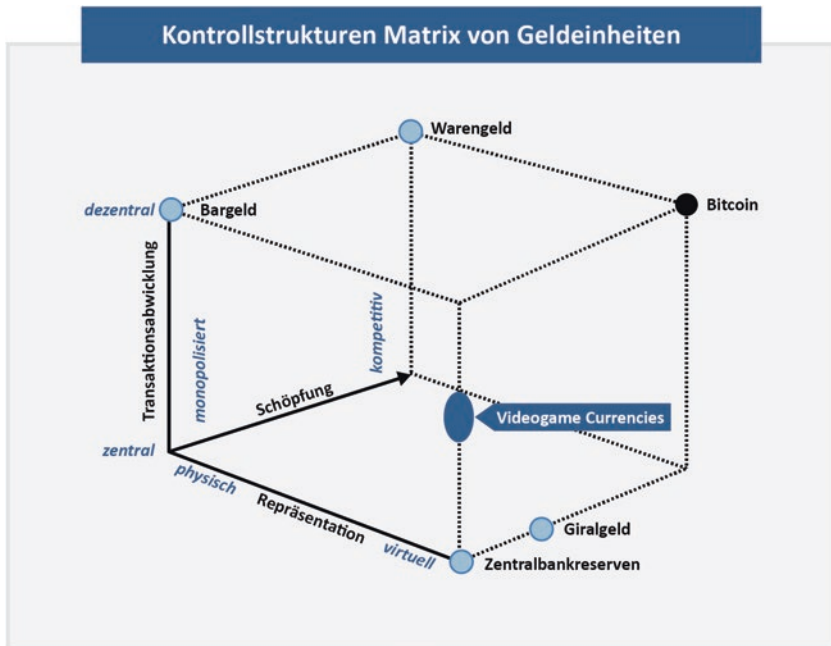 Kontrollstrukturen Matrix von Geldeinheiten
Warengeld
dezentral
Bargeld
Bitcoin
Transaktionsabwicklung
monopolisiert
kompetitiv
Schöpfung
Videogame Currencies
zentral
physisch
Repräsentation
virtuell
Giralgeld
Zentralbankreserven